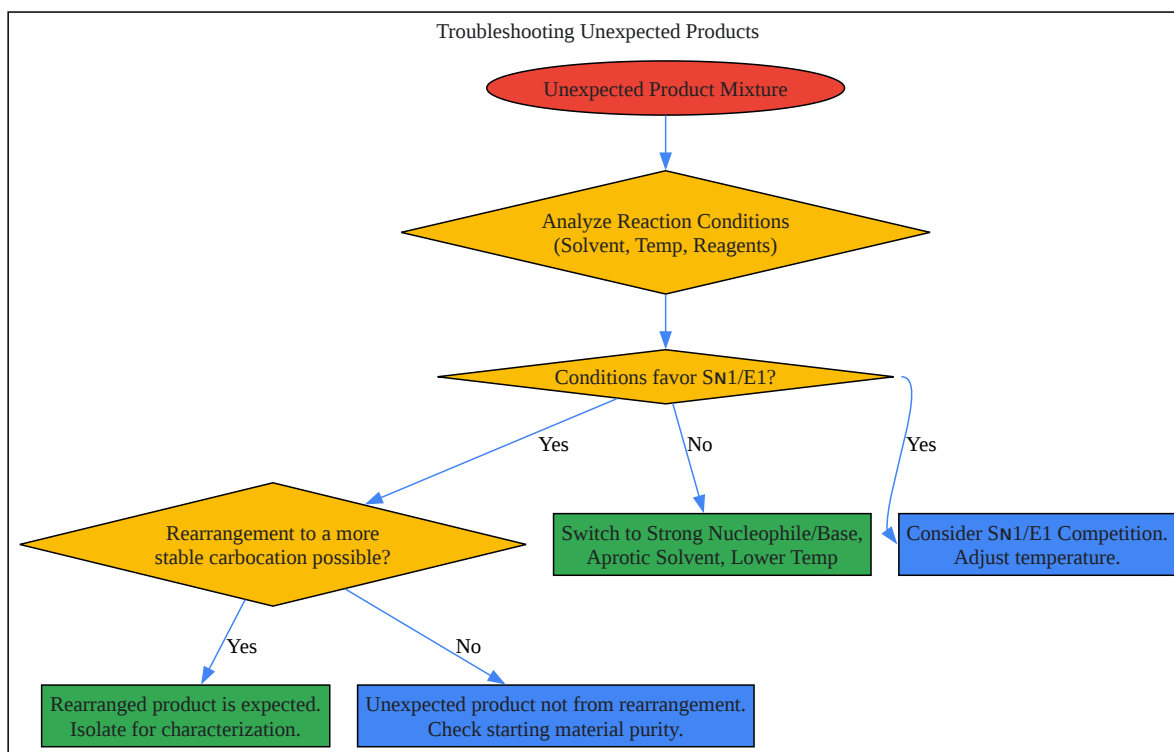 Troubleshooting Unexpected Products
Unexpected Product Mixture
Analyze Reaction Conditions
(Solvent, Temp, Reagents)
Conditions favor Sɴ1/E1?
Yes
No
Yes
Rearrangement to a more
stable carbocation possible?
Switch to Strong Nucleophile/Base,
Aprotic Solvent, Lower Temp
Consider Sɴ1/E1 Competition.
Adjust temperature.
Yes
No
Rearranged product is expected.
Isolate for characterization.
Unexpected product not from rearrangement.
Check starting material purity.